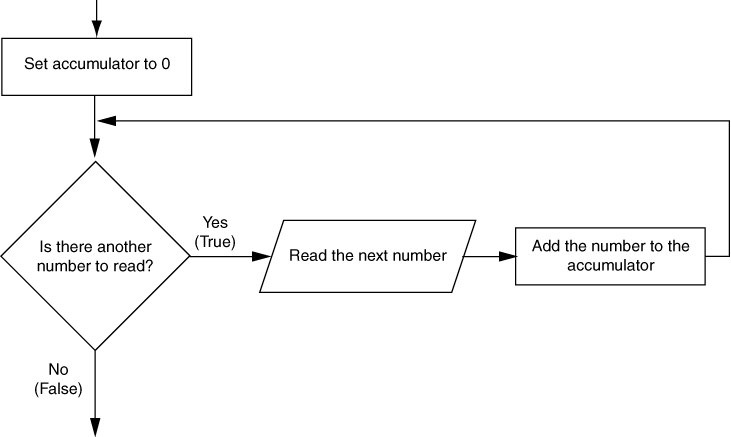 Set accumulator to 0
Is there another
number to read?
Yes
(True)
Read the next number
Add the number to the
accumulator
No
(False)